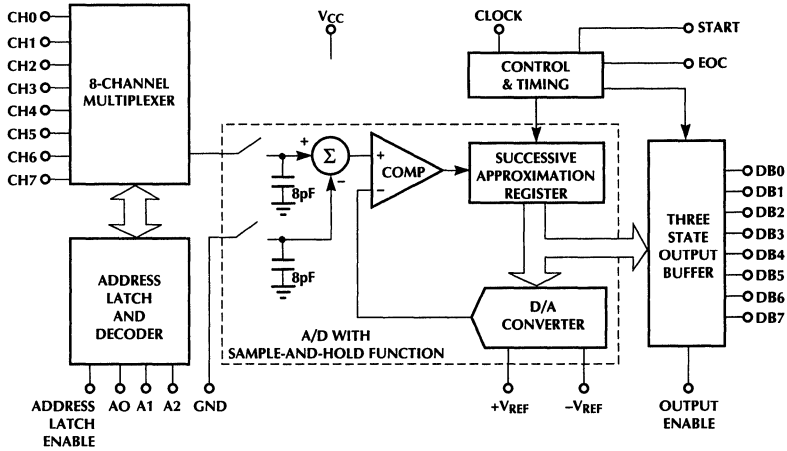 CH0
CH1
CH2
CH3
CH4
CH5
CH6
CH7
8-CHANNEL
MULTIPLEXER
VCC
CLOCK
START
EOC
CONTROL
& TIMING
+
Σ
−
8pF
8pF
+
COMP
−
SUCCESSIVE
APPROXIMATION
REGISTER
THREE
STATE
OUTPUT
BUFFER
DB0
DB1
DB2
DB3
DB4
DB5
DB6
DB7
ADDRESS
LATCH
AND
DECODER
D/A
CONVERTER
A/D WITH
SAMPLE-AND-HOLD FUNCTION
ADDRESS
LATCH
ENABLE
AO
A1
A2
GND
+VREF
−VREF
OUTPUT
ENABLE